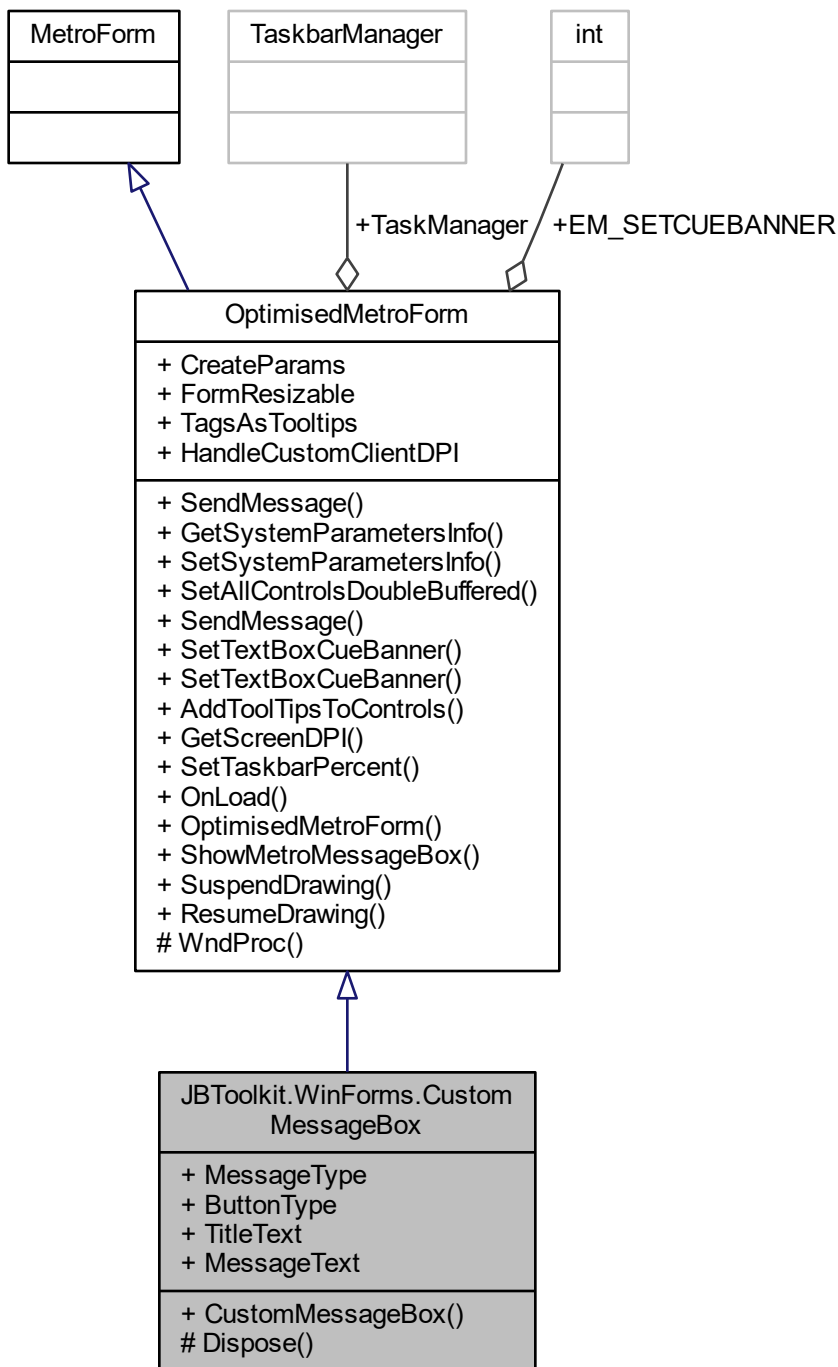 MetroForm
TaskbarManager
int
+TaskManager
+EM_SETCUEBANNER
OptimisedMetroForm
+ CreateParams
+ FormResizable
+ TagsAsTooltips
+ HandleCustomClientDPI
+ SendMessage()
+ GetSystemParametersInfo()
+ SetSystemParametersInfo()
+ SetAllControlsDoubleBuffered()
+ SendMessage()
+ SetTextBoxCueBanner()
+ SetTextBoxCueBanner()
+ AddToolTipsToControls()
+ GetScreenDPI()
+ SetTaskbarPercent()
+ OnLoad()
+ OptimisedMetroForm()
+ ShowMetroMessageBox()
+ SuspendDrawing()
+ ResumeDrawing()
# WndProc()
JBToolkit.WinForms.Custom
MessageBox
+ MessageType
+ ButtonType
+ TitleText
+ MessageText
+ CustomMessageBox()
# Dispose()